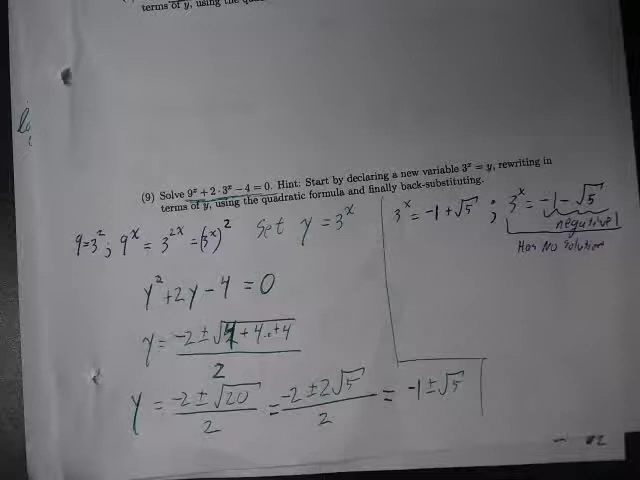 terms of y, using the
(9) Solve 9^x + 2 · 3^x − 4 = 0. Hint: Start by declaring a new variable 3^x = y, rewriting in
terms of y, using the quadratic formula and finally back-substituting.
9=3^2 ; 9^x = 3^{2x} = (3^x)^2 Set y = 3^x
y^2 + 2y − 4 = 0
y = (−2 ± √(4 + 4·+4)) / 2
y = (−2 ± √20) / 2 = (−2 ± 2√5) / 2 = −1 ± √5
3^x = −1 + √5 ; 3^x = −1 − √5
negative
Has No Solution